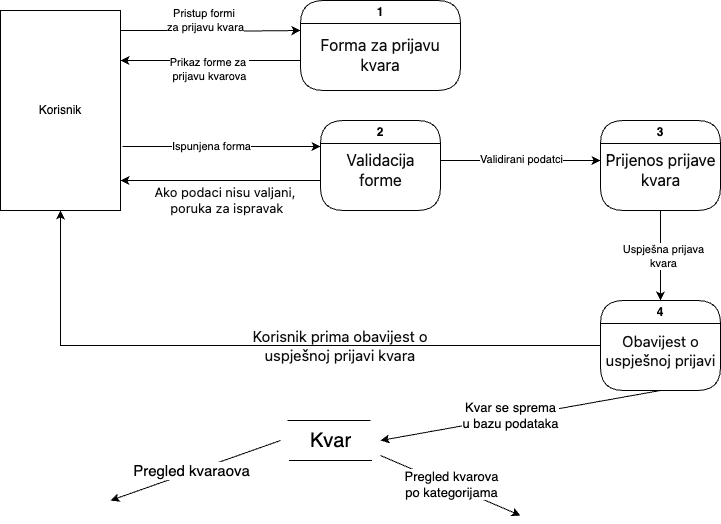 Korisnik
Pristup formi
za prijavu kvara
Prikaz forme za
prijavu kvarova
1
Forma za prijavu
kvara
Ispunjena forma
Ako podaci nisu valjani,
poruka za ispravak
2
Validacija
forme
Validirani podatci
3
Prijenos prijave
kvara
Uspješna prijava
kvara
4
Obavijest o
uspješnoj prijavi
Korisnik prima obavijest o
uspješnoj prijavi kvara
Kvar se sprema
u bazu podataka
Kvar
Pregled kvaraova
Pregled kvarova
po kategorijama